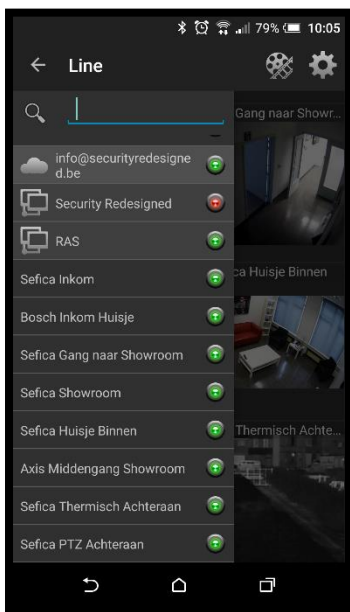 79% 10:05
Line
Gang naar Showr...
info@securityredesigne
d.be
Security Redesigned
RAS
Sefica Inkom
ca Huisje Binnen
Bosch Inkom Huisje
Sefica Gang naar Showroom
Sefica Showroom
Sefica Huisje Binnen
Thermisch Achte...
Axis Middengang Showroom
Sefica Thermisch Achteraan
Sefica PTZ Achteraan